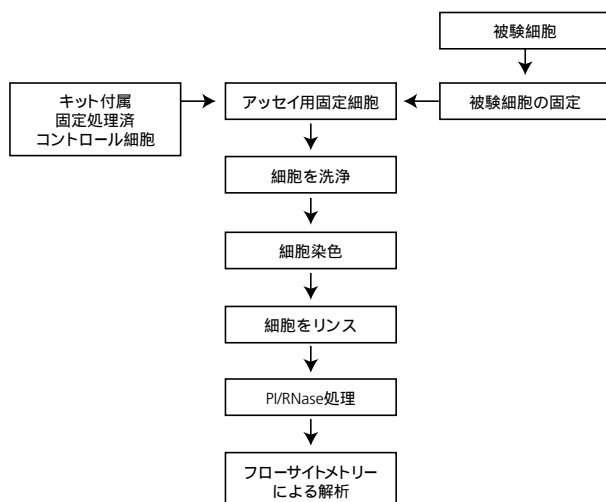 被験細胞
キット付属
固定処理済
コントロール細胞
アッセイ用固定細胞
被験細胞の固定
細胞を洗浄
細胞染色
細胞をリンス
PI/RNase処理
フローサイトメトリー
による解析